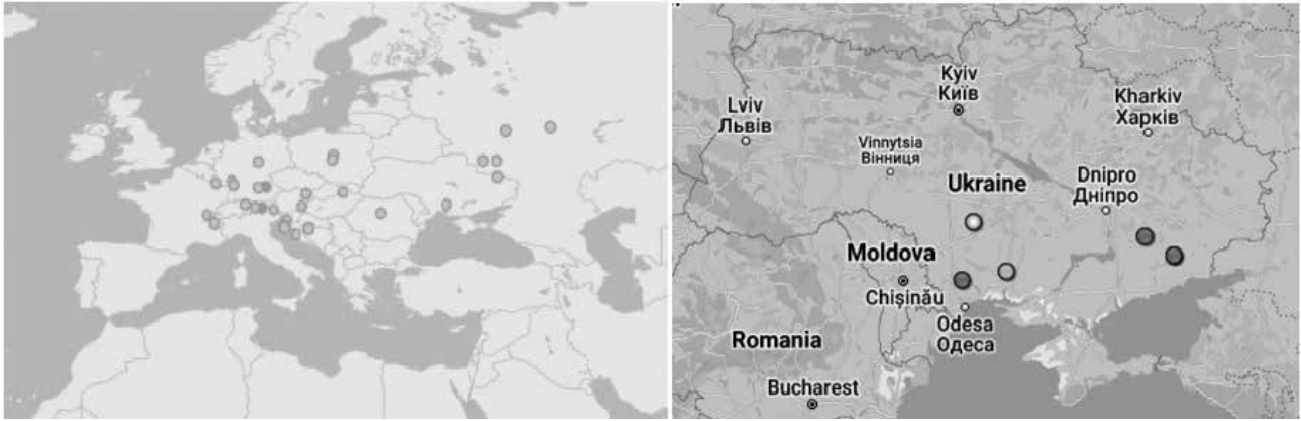 Kyiv
Київ
Kharkiv
Харків
Lviv
Львів
Vinnytsia
Вінниця
Ukraine
Dnipro
Дніпро
Moldova
Chișinău
Odesa
Одеса
Romania
Bucharest